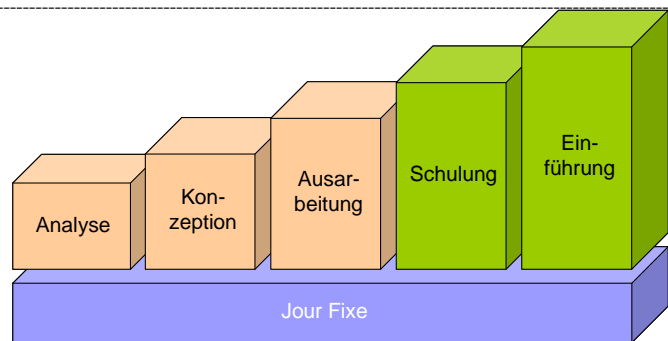 Analyse
Kon-
zeption
Ausar-
beitung
Schulung
Ein-
führung
Jour Fixe